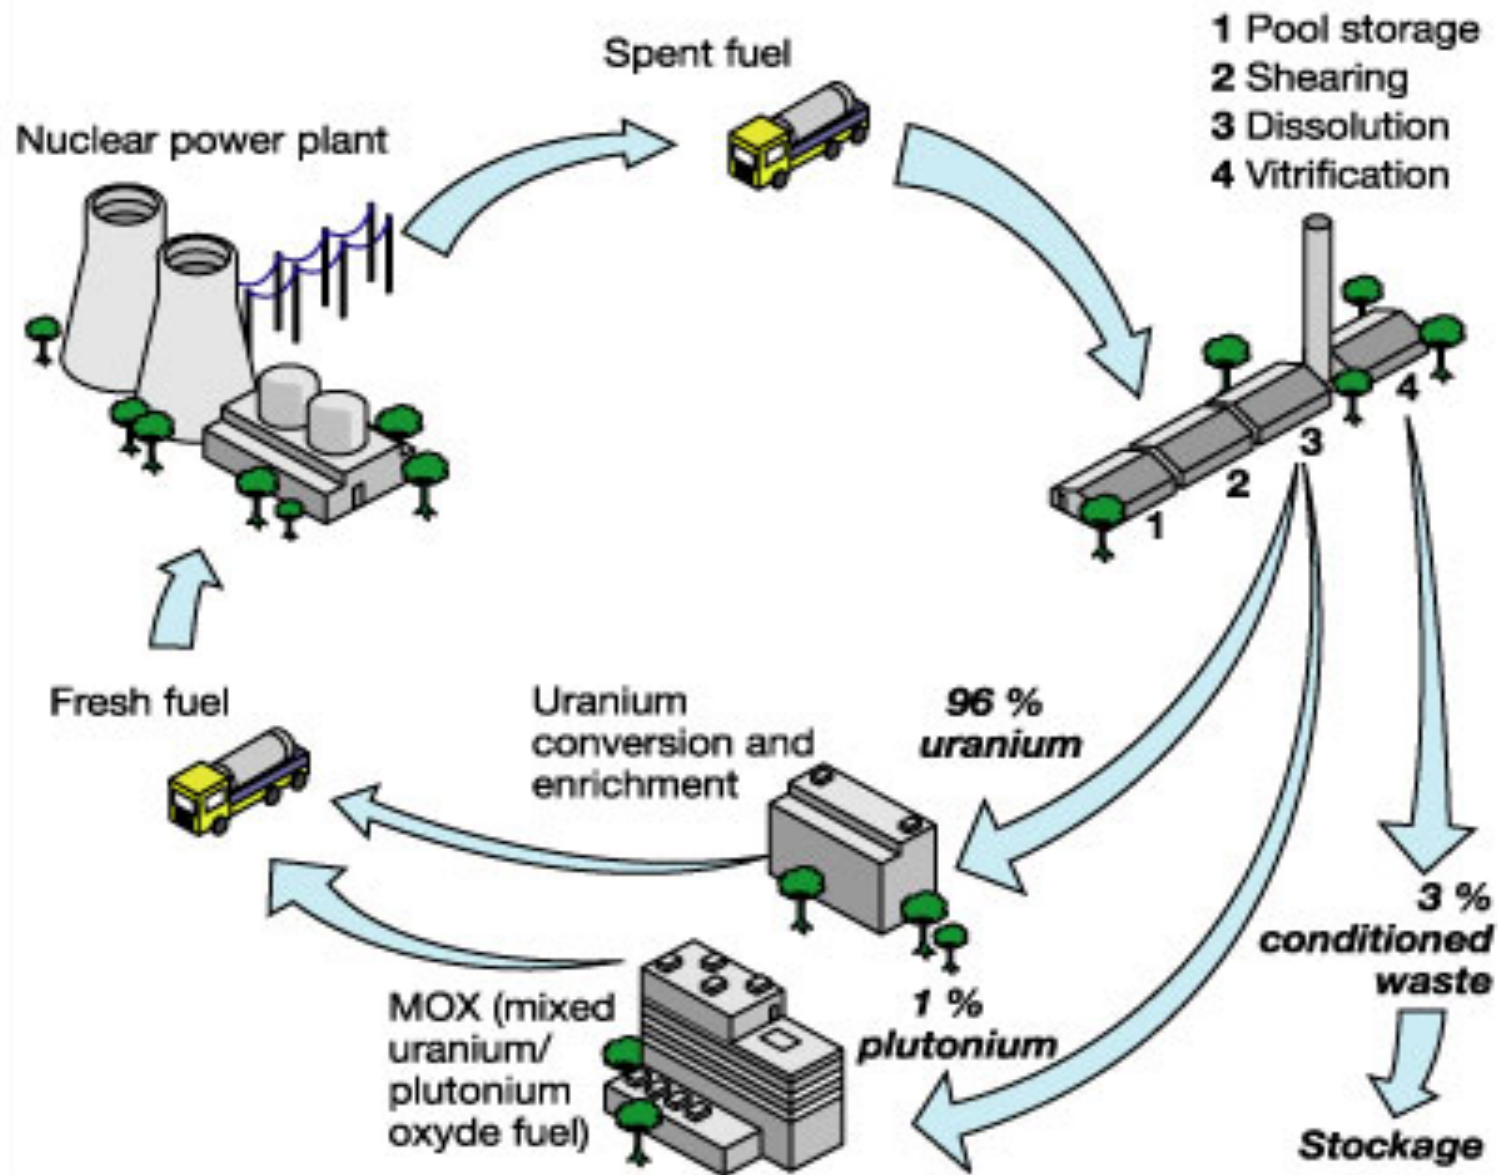 Spent fuel
1 Pool storage
2 Shearing
3 Dissolution
4 Vitrification
Nuclear power plant
4
3
2
1
Fresh fuel
Uranium
conversion and
enrichment
96 %
uranium
3 %
conditioned
waste
MOX (mixed
uranium/
plutonium
oxyde fuel)
1 %
plutonium
Stockage